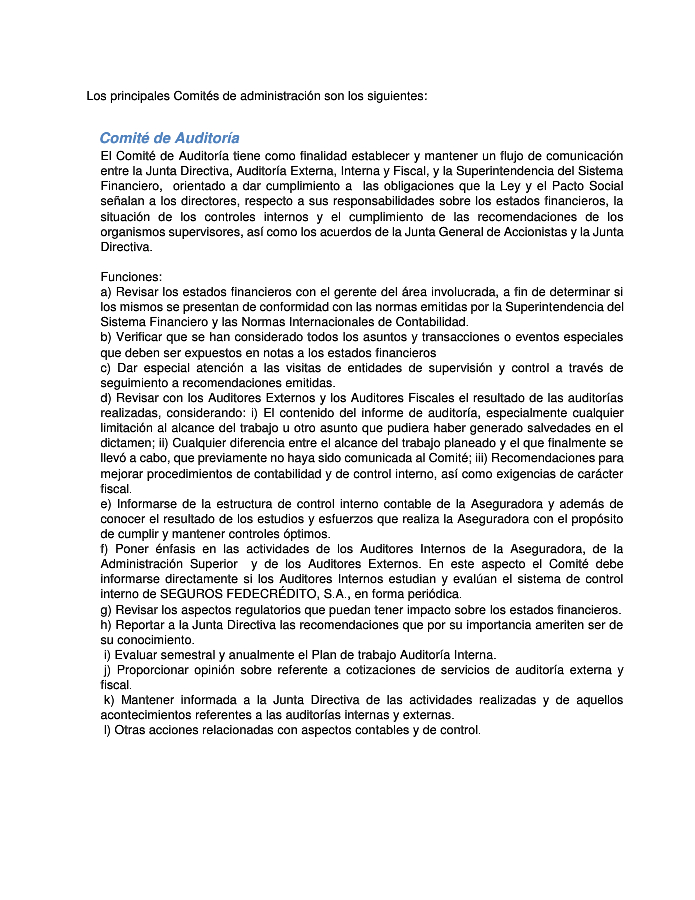 Los principales Comités de administración son los siguientes:
Comité de Auditoría
El Comité de Auditoría tiene como finalidad establecer y mantener un flujo de comunicación
entre la Junta Directiva, Auditoría Externa, Interna y Fiscal, y la Superintendencia del Sistema
Financiero, orientado a dar cumplimiento a las obligaciones que la Ley y el Pacto Social
señalan a los directores, respecto a sus responsabilidades sobre los estados financieros, la
situación de los controles internos y el cumplimiento de las recomendaciones de los
organismos supervisores, así como los acuerdos de la Junta General de Accionistas y la Junta
Directiva.
Funciones:
a) Revisar los estados financieros con el gerente del área involucrada, a fin de determinar si
los mismos se presentan de conformidad con las normas emitidas por la Superintendencia del
Sistema Financiero y las Normas Internacionales de Contabilidad.
b) Verificar que se han considerado todos los asuntos y transacciones o eventos especiales
que deben ser expuestos en notas a los estados financieros
c) Dar especial atención a las visitas de entidades de supervisión y control a través de
seguimiento a recomendaciones emitidas.
d) Revisar con los Auditores Externos y los Auditores Fiscales el resultado de las auditorías
realizadas, considerando: i) El contenido del informe de auditoría, especialmente cualquier
limitación al alcance del trabajo u otro asunto que pudiera haber generado salvedades en el
dictamen; ii) Cualquier diferencia entre el alcance del trabajo planeado y el que finalmente se
llevó a cabo, que previamente no haya sido comunicada al Comité; iii) Recomendaciones para
mejorar procedimientos de contabilidad y de control interno, así como exigencias de carácter
fiscal.
e) Informarse de la estructura de control interno contable de la Aseguradora y además de
conocer el resultado de los estudios y esfuerzos que realiza la Aseguradora con el propósito
de cumplir y mantener controles óptimos.
f) Poner énfasis en las actividades de los Auditores Internos de la Aseguradora, de la
Administración Superior y de los Auditores Externos. En este aspecto el Comité debe
informarse directamente si los Auditores Internos estudian y evalúan el sistema de control
interno de SEGUROS FEDECRÉDITO, S.A., en forma periódica.
g) Revisar los aspectos regulatorios que puedan tener impacto sobre los estados financieros.
h) Reportar a la Junta Directiva las recomendaciones que por su importancia ameriten ser de
su conocimiento.
i) Evaluar semestral y anualmente el Plan de trabajo Auditoría Interna.
j) Proporcionar opinión sobre referente a cotizaciones de servicios de auditoría externa y
fiscal.
k) Mantener informada a la Junta Directiva de las actividades realizadas y de aquellos
acontecimientos referentes a las auditorías internas y externas.
l) Otras acciones relacionadas con aspectos contables y de control.